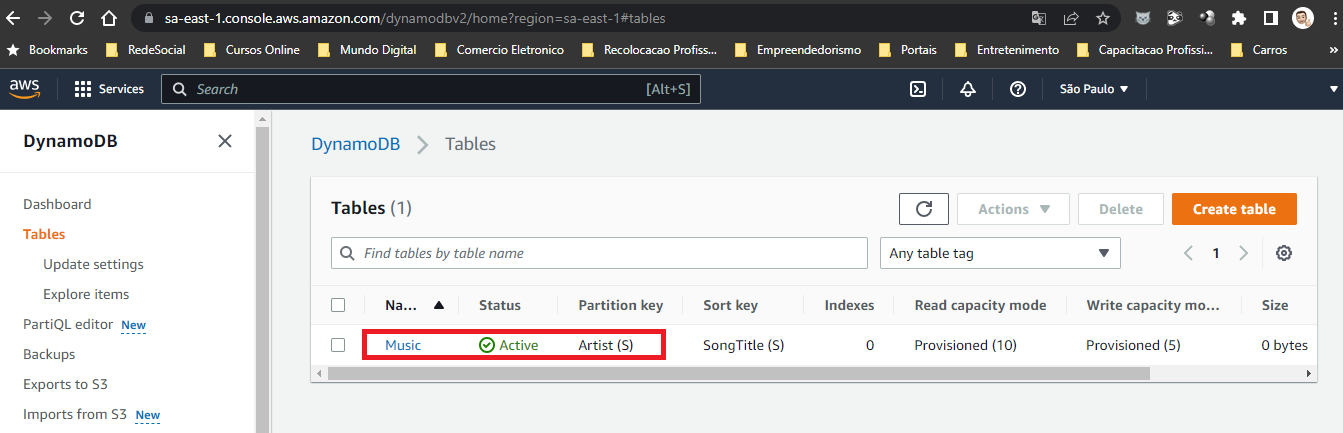 sa-east-1.console.aws.amazon.com/dynamodbv2/home?region=sa-east-1#tables
Bookmarks RedeSocial Cursos Online Mundo Digital Comercio Eletronico Recolocacao Profiss... Empreendedorismo Portais Entretenimento Capacitacao Profissi... Carros »
aws Services Search [Alt+S] São Paulo
DynamoDB
DynamoDB Tables
Dashboard
Tables
Update settings
Explore items
PartiQL editor New
Backups
Exports to S3
Imports from S3 New
Tables (1) Actions Delete Create table
Find tables by table name Any table tag 1
Na... Status Partition key Sort key Indexes Read capacity mode Write capacity mo... Size
Music Active Artist (S) SongTitle (S) 0 Provisioned (10) Provisioned (5) 0 bytes